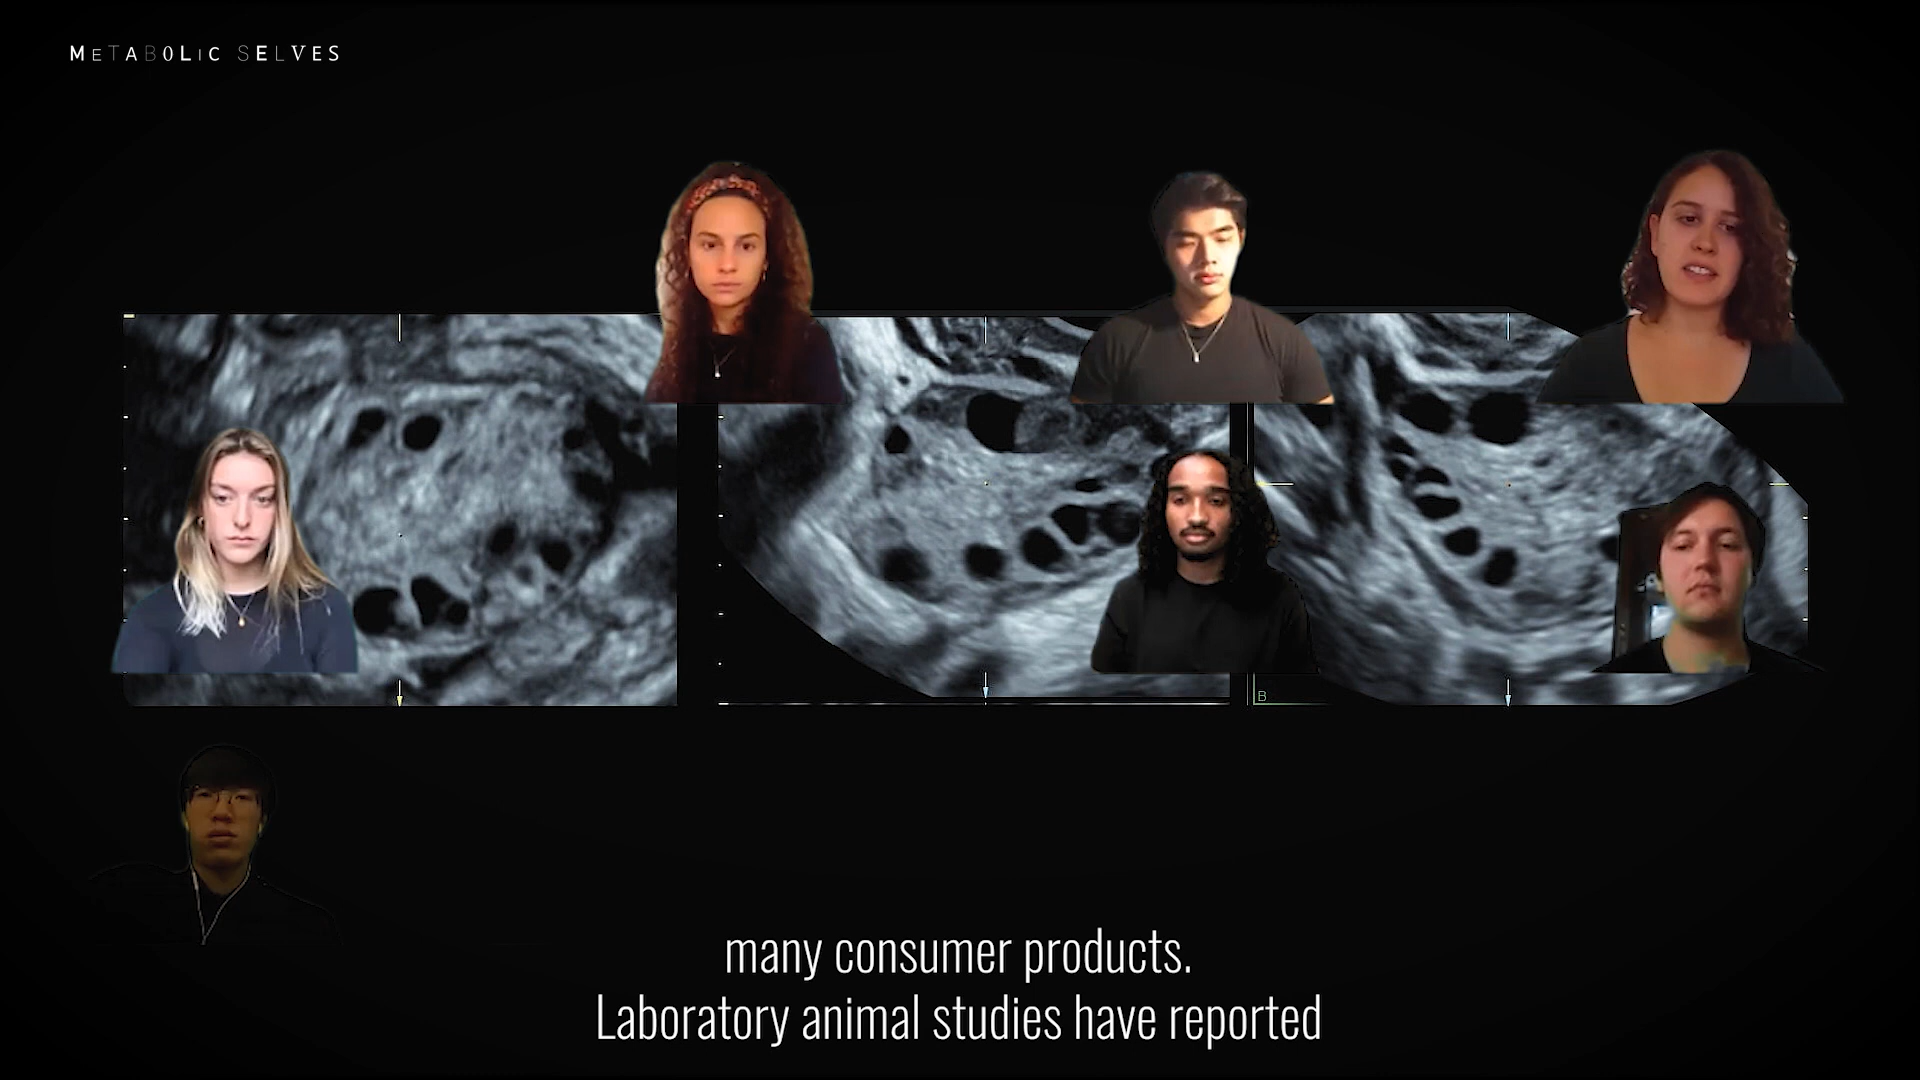 METABOLIC SELVES
B
many consumer products.
Laboratory animal studies have reported